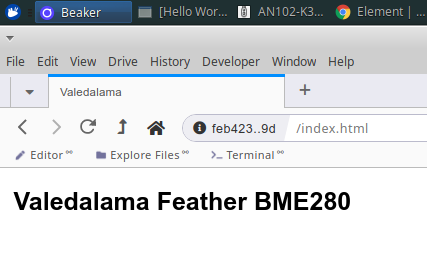 Beaker [Hello Wor... AN102-K3... Element | ...
File Edit View Drive History Developer Window Help
Valedalama
feb423..9d /index.html
Editor Explore Files Terminal
Valedalama Feather BME280